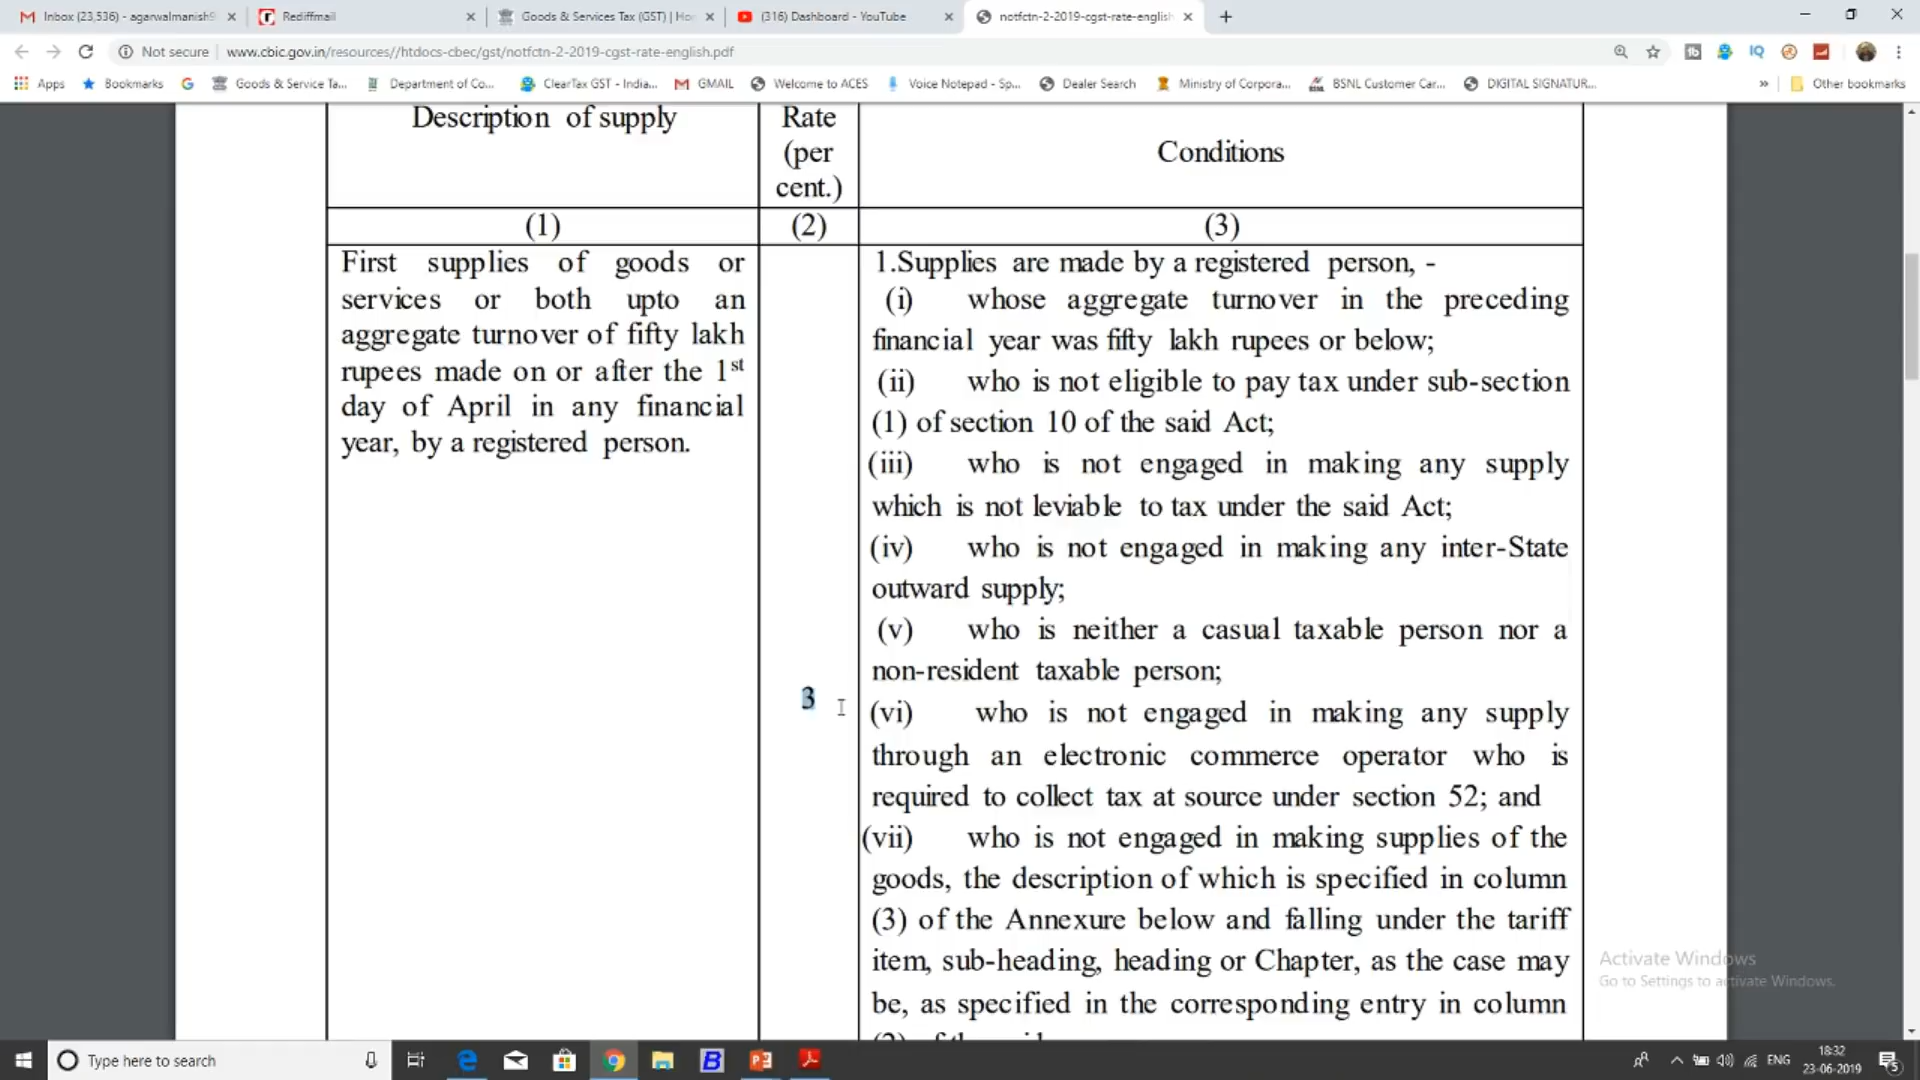 Inbox (23,536) - agarwalmanish9
Rediffmail
Goods & Services Tax (GST) | Ho
(316) Dashboard - YouTube
notfctn-2-2019-cgst-rate-english
Not secure
www.cbic.gov.in/resources//htdocs-cbec/gst/notfctn-2-2019-cgst-rate-english.pdf
Apps
Bookmarks
Goods & Service Ta...
Department of Co...
ClearTax GST - India...
GMAIL
Welcome to ACES
Voice Notepad - Sp...
Dealer Search
Ministry of Corpora...
BSNL Customer Car...
DIGITAL SIGNATUR...
Other bookmarks
Description of supply
Rate
(per
cent.)
Conditions
(1)
(2)
(3)
First supplies of goods or
services or both upto an
aggregate turnover of fifty lakh
rupees made on or after the 1st
day of April in any financial
year, by a registered person.
3
1.Supplies are made by a registered person, -
(i) whose aggregate turnover in the preceding
financial year was fifty lakh rupees or below;
(ii) who is not eligible to pay tax under sub-section
(1) of section 10 of the said Act;
(iii) who is not engaged in making any supply
which is not leviable to tax under the said Act;
(iv) who is not engaged in making any inter-State
outward supply;
(v) who is neither a casual taxable person nor a
non-resident taxable person;
(vi) who is not engaged in making any supply
through an electronic commerce operator who is
required to collect tax at source under section 52; and
(vii) who is not engaged in making supplies of the
goods, the description of which is specified in column
(3) of the Annexure below and falling under the tariff
item, sub-heading, heading or Chapter, as the case may
be, as specified in the corresponding entry in column
Activate Windows
Go to Settings to activate Windows.
Type here to search
ENG
18:32
23-06-2019
5